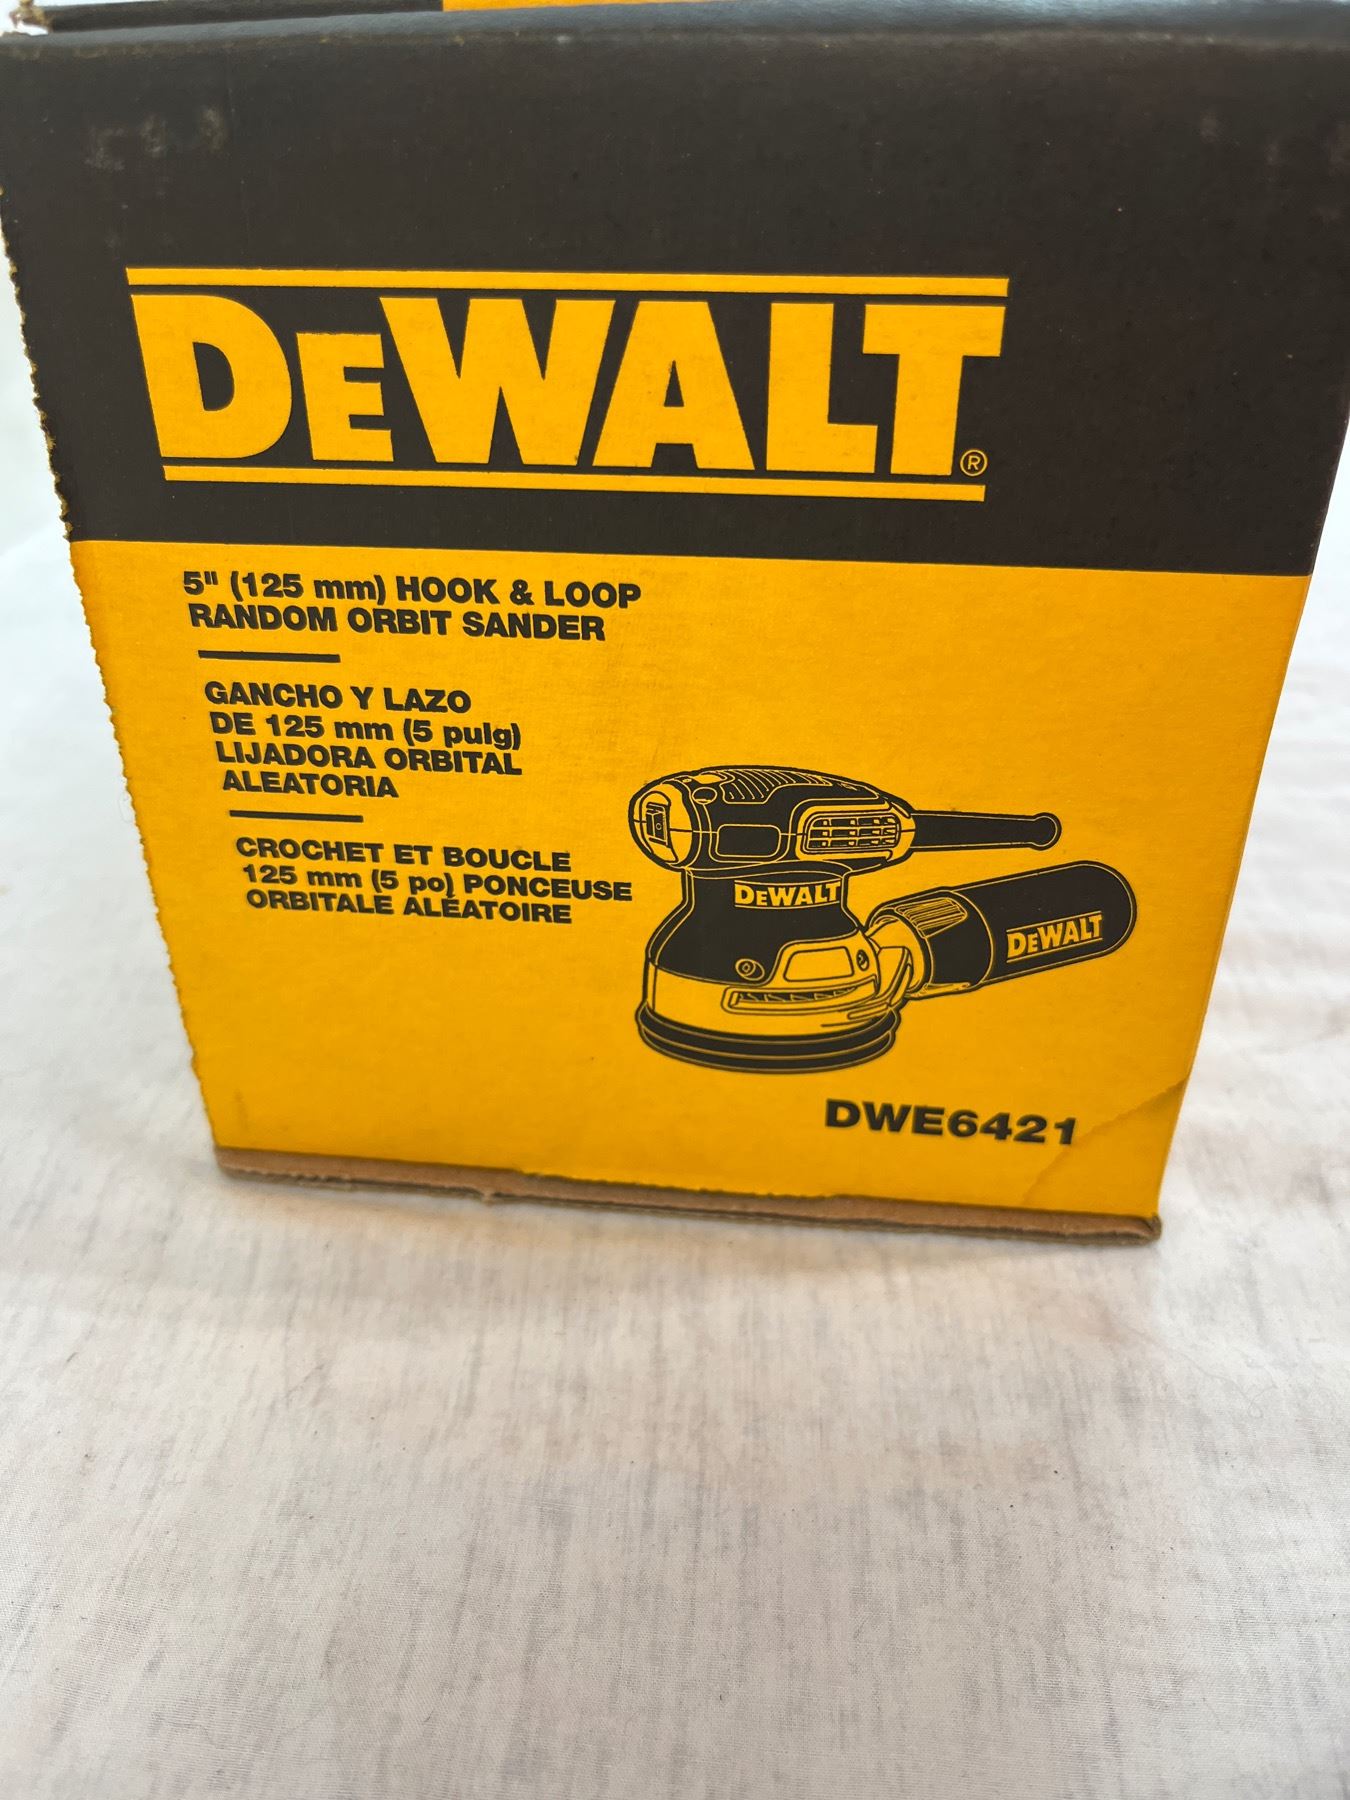 DEWALT®
5" (125 mm) HOOK & LOOP
RANDOM ORBIT SANDER
GANCHO Y LAZO
DE 125 mm (5 pulg)
LIJADORA ORBITAL
ALEATORIA
CROCHET ET BOUCLE
125 mm (5 po) PONCEUSE
ORBITALE ALÉATOIRE
DEWALT
DEWALT
DWE6421